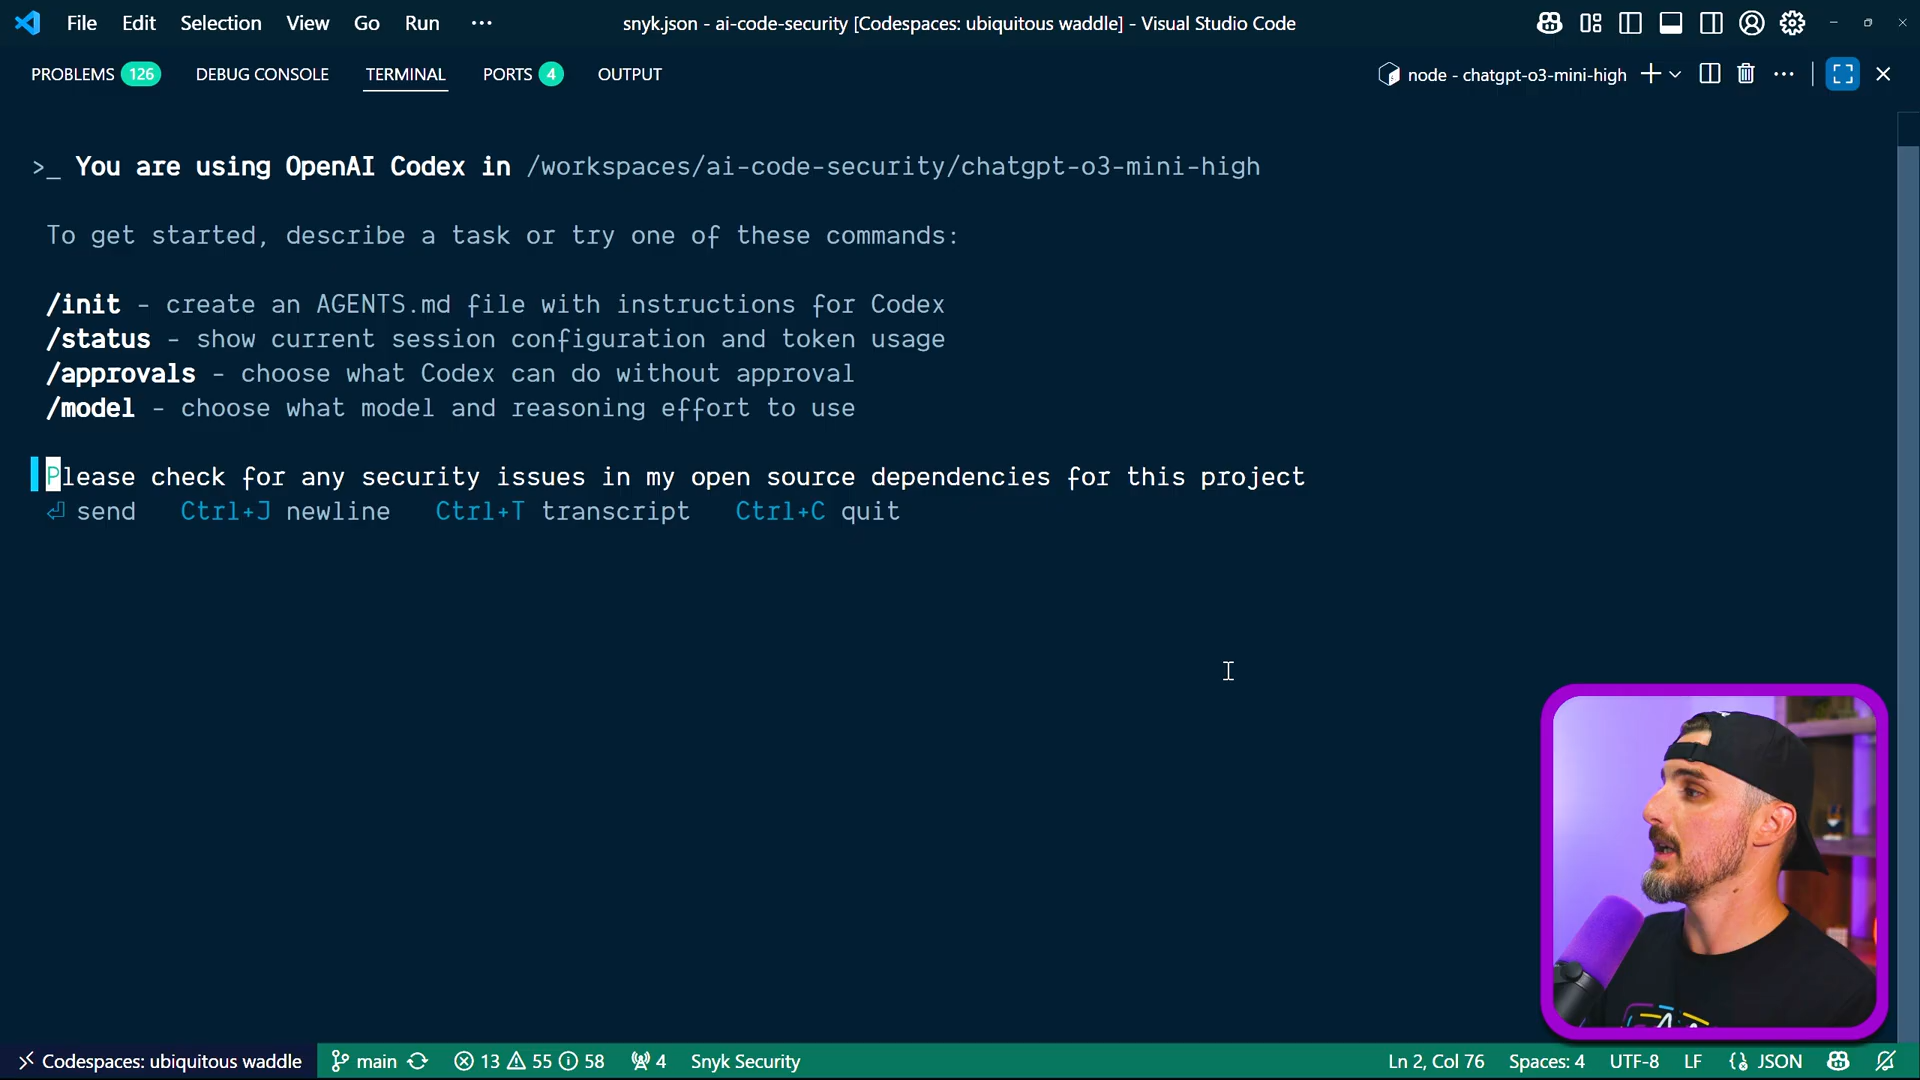 File Edit Selection View Go Run ··· snyk.json - ai-code-security [Codespaces: ubiquitous waddle] - Visual Studio Code
PROBLEMS 126 DEBUG CONSOLE TERMINAL PORTS 4 OUTPUT node - chatgpt-o3-mini-high
>_ You are using OpenAI Codex in /workspaces/ai-code-security/chatgpt-o3-mini-high
To get started, describe a task or try one of these commands:
/init - create an AGENTS.md file with instructions for Codex
/status - show current session configuration and token usage
/approvals - choose what Codex can do without approval
/model - choose what model and reasoning effort to use
Please check for any security issues in my open source dependencies for this project
⏎ send Ctrl+J newline Ctrl+T transcript Ctrl+C quit
Codespaces: ubiquitous waddle main 13 55 58 4 Snyk Security Ln 2, Col 76 Spaces: 4 UTF-8 LF JSON